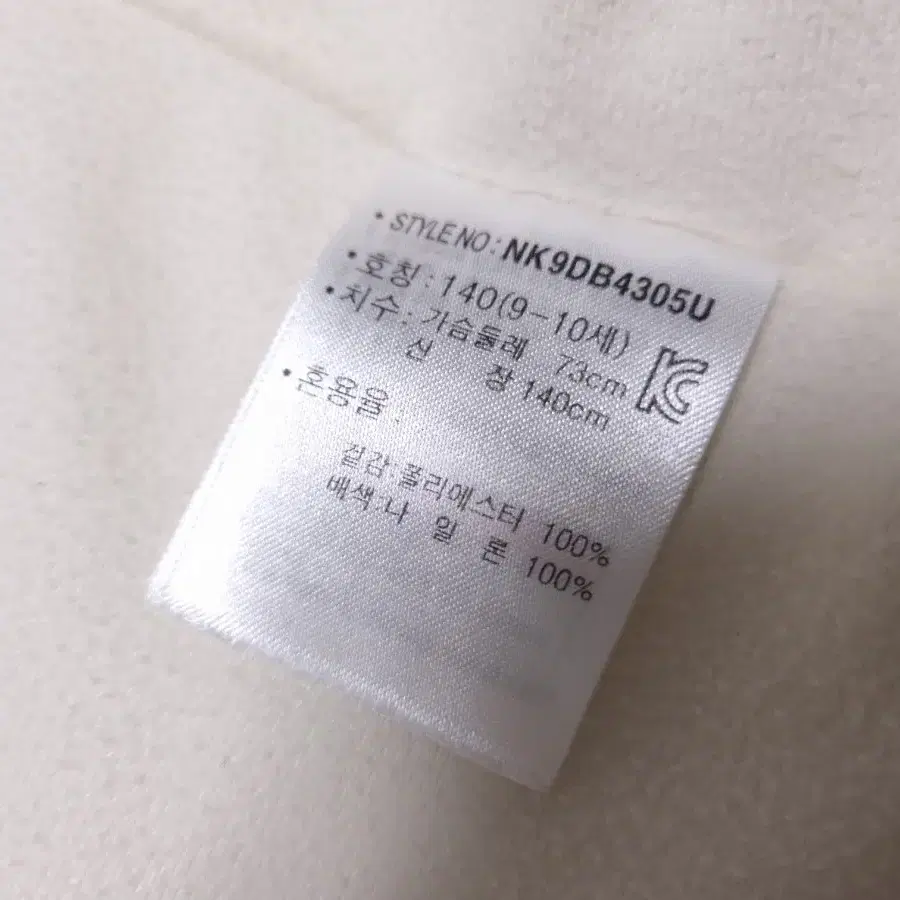 • STYLE NO : NK9DB4305U
• 호칭 : 140(9-10세)
• 치수 : 가슴둘레 73cm
신 장 140cm
KC
• 혼용율 :
겉감:폴리에스터 100%
배색:나 일 론 100%